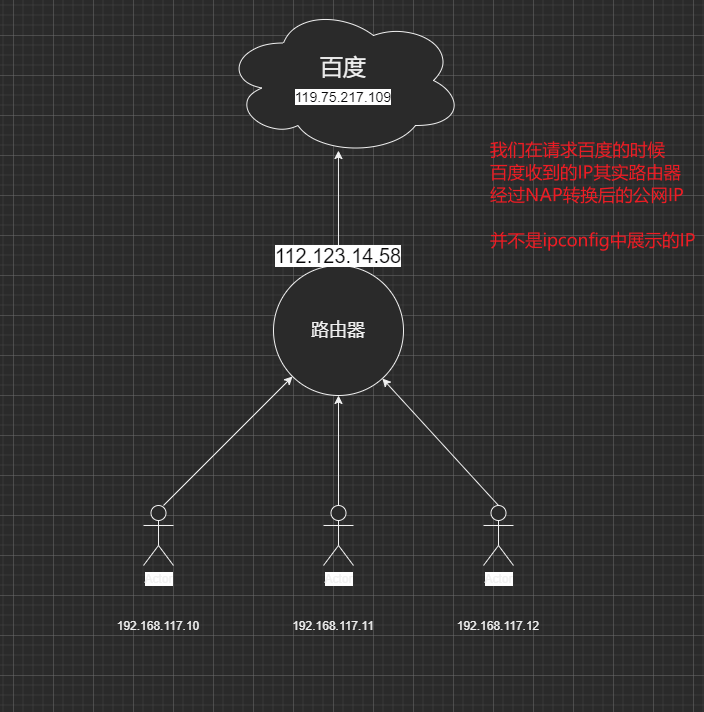 百度
119.75.217.109
我们在请求百度的时候
百度收到的IP其实路由器
经过NAP转换后的公网IP
并不是ipconfig中展示的IP
112.123.14.58
路由器
Actor
Actor
Actor
192.168.117.10
192.168.117.11
192.168.117.12